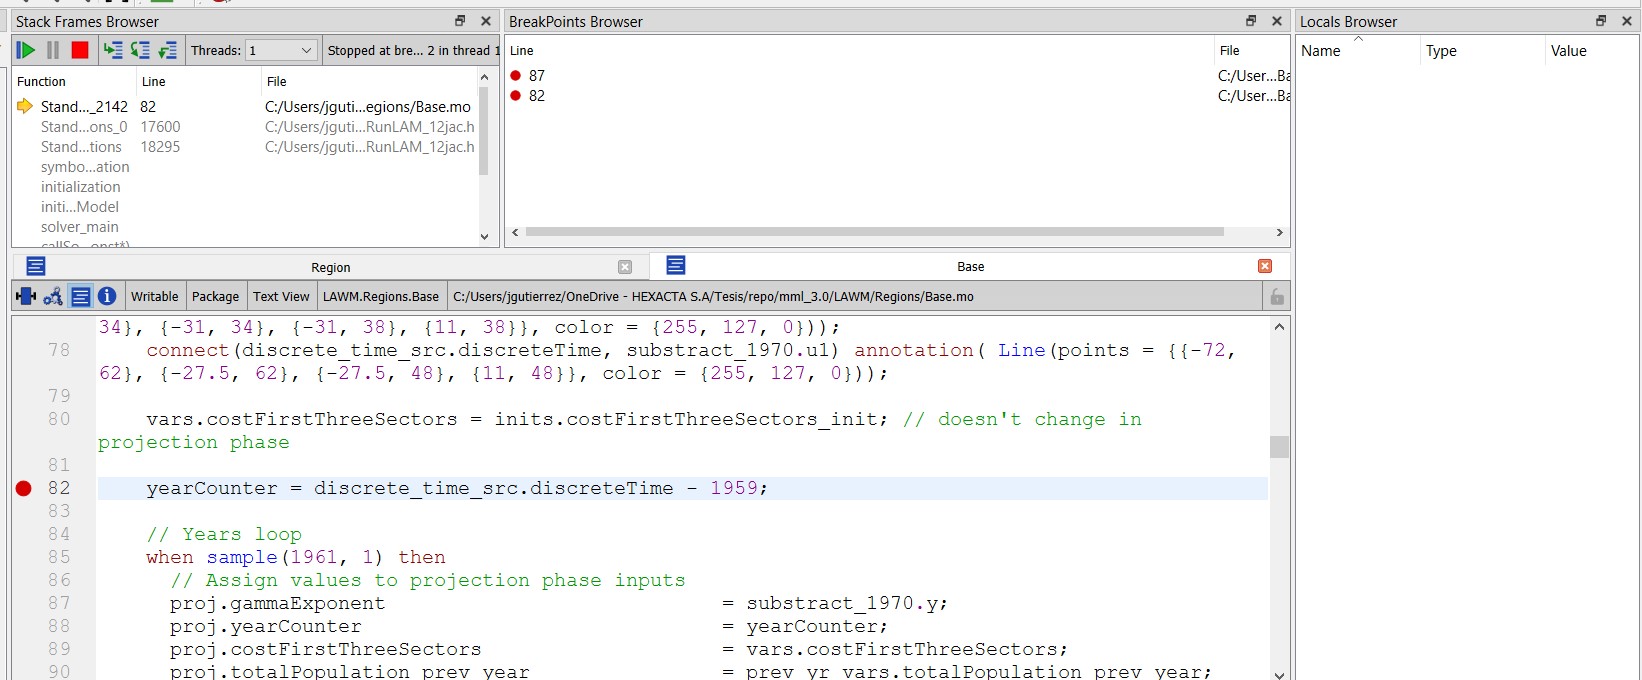 Stack Frames Browser
Threads: 1 Stopped at bre... 2 in thread 1
Function Line File
Stand..._2142 82 C:/Users/jguti...egions/Base.mo
Stand...ons_0 17600 C:/Users/jguti...RunLAM_12jac.h
Stand...tions 18295 C:/Users/jguti...RunLAM_12jac.h
symbo...ation
initialization
initi...Model
solver_main
callSo...onst*)
BreakPoints Browser
Line File
87 C:/User...Ba
82 C:/User...Ba
Locals Browser
Name Type Value
Region Base
Writable Package Text View LAWM.Regions.Base C:/Users/jgutierrez/OneDrive - HEXACTA S.A/Tesis/repo/mml_3.0/LAWM/Regions/Base.mo
34}, {-31, 34}, {-31, 38}, {11, 38}}, color = {255, 127, 0}));
78 connect(discrete_time_src.discreteTime, substract_1970.u1) annotation( Line(points = {{-72,
62}, {-27.5, 62}, {-27.5, 48}, {11, 48}}, color = {255, 127, 0}));
79
80 vars.costFirstThreeSectors = inits.costFirstThreeSectors_init; // doesn't change in
projection phase
81
82 yearCounter = discrete_time_src.discreteTime - 1959;
83
84 // Years loop
85 when sample(1961, 1) then
86 // Assign values to projection phase inputs
87 proj.gammaExponent = substract_1970.y;
88 proj.yearCounter = yearCounter;
89 proj.costFirstThreeSectors = vars.costFirstThreeSectors;
90 proj.totalPopulation_prev_year = prev_yr_vars.totalPopulation_prev_year;